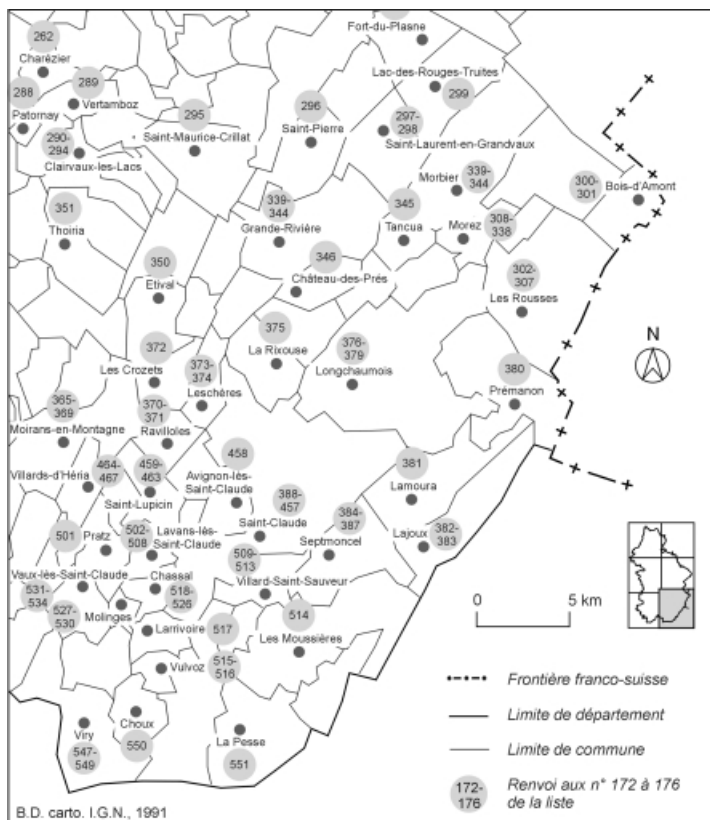 262
Charézier
Fort-du-Plasne
288
289
Vertamboz
Patornay
Lac-des-Rouges-Truites
299
295
Saint-Maurice-Crillat
296
Saint-Pierre
297-
298
Saint-Laurent-en-Grandvaux
290-
294
Clairvaux-les-Lacs
Morbier
339-
344
300-
301
Bois-d'Amont
351
Thoiria
339-
344
Grande-Rivière
345
Tancua
Morez
308-
338
350
Etival
346
Château-des-Prés
302-
307
Les Rousses
N
372
Les Crozets
373-
374
Leschères
375
La Rixouse
376-
379
Longchaumois
380
Prémanon
365-
369
Moirans-en-Montagne
370-
371
Ravilloles
458
Avignon-lès-
Saint-Claude
381
Lamoura
Villards-d'Héria
464-
467
459-
463
Saint-Lupicin
388-
457
Saint-Claude
384-
387
Septmoncel
Lajoux
382-
383
501
Pratz
502-
508
Lavans-lès-
Saint-Claude
509-
513
Villard-Saint-Sauveur
Vaux-lès-Saint-Claude
Chassal
518-
526
531-
534
527-
530
Molinges
Larrivoire
517
514
Les Moussières
Vulvoz
515-
516
Viry
547-
549
Choux
550
La Pesse
551
0
5 km
Frontière franco-suisse
Limite de département
Limite de commune
172-
176
Renvoi aux n° 172 à 176
de la liste
B.D. carto. I.G.N., 1991